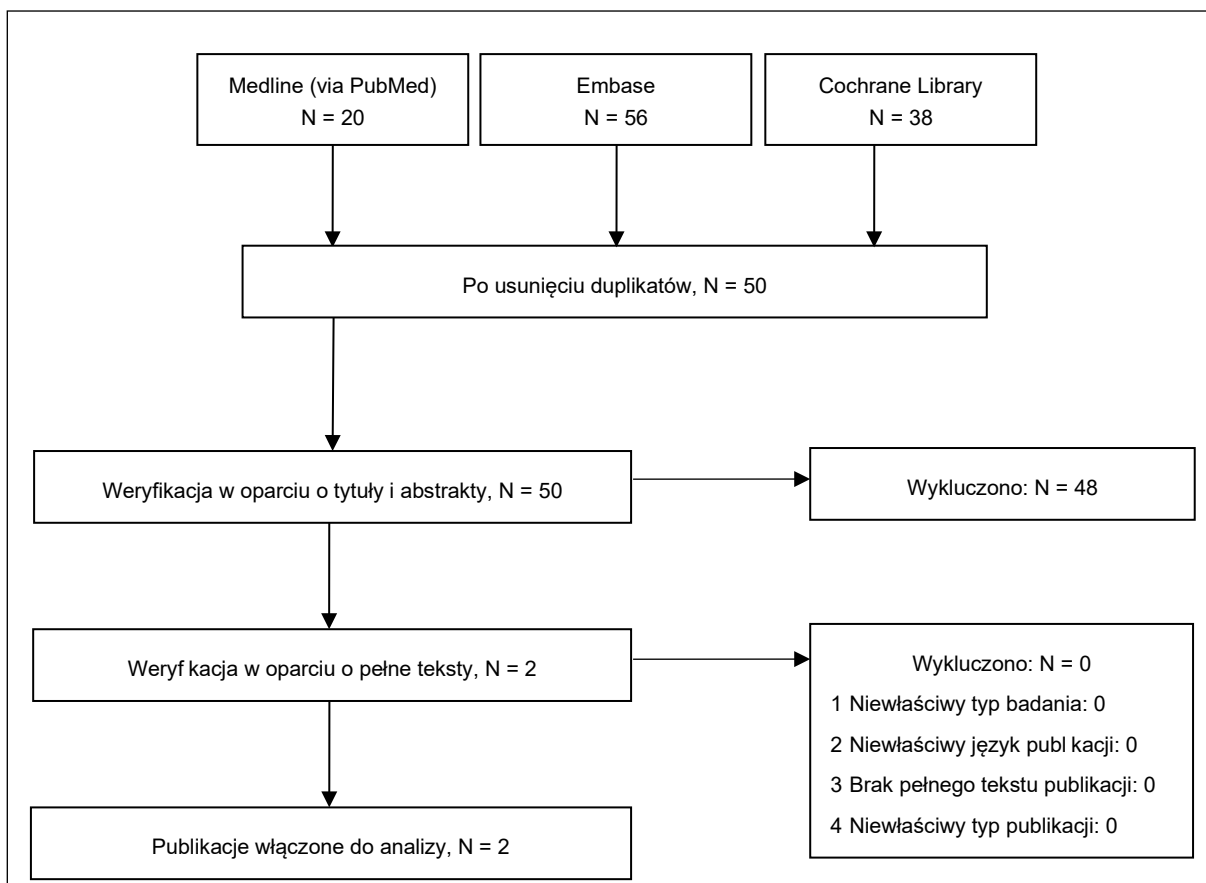 Medline (via PubMed)
N = 20
Embase
N = 56
Cochrane Library
N = 38
Po usunięciu duplikatów, N = 50
Weryfikacja w oparciu o tytuły i abstrakty, N = 50
Wykluczono: N = 48
Weryf kacja w oparciu o pełne teksty, N = 2
Wykluczono: N = 0
1 Niewłaściwy typ badania: 0
2 Niewłaściwy język publ kacji: 0
3 Brak pełnego tekstu publikacji: 0
4 Niewłaściwy typ publikacji: 0
Publikacje włączone do analizy, N = 2